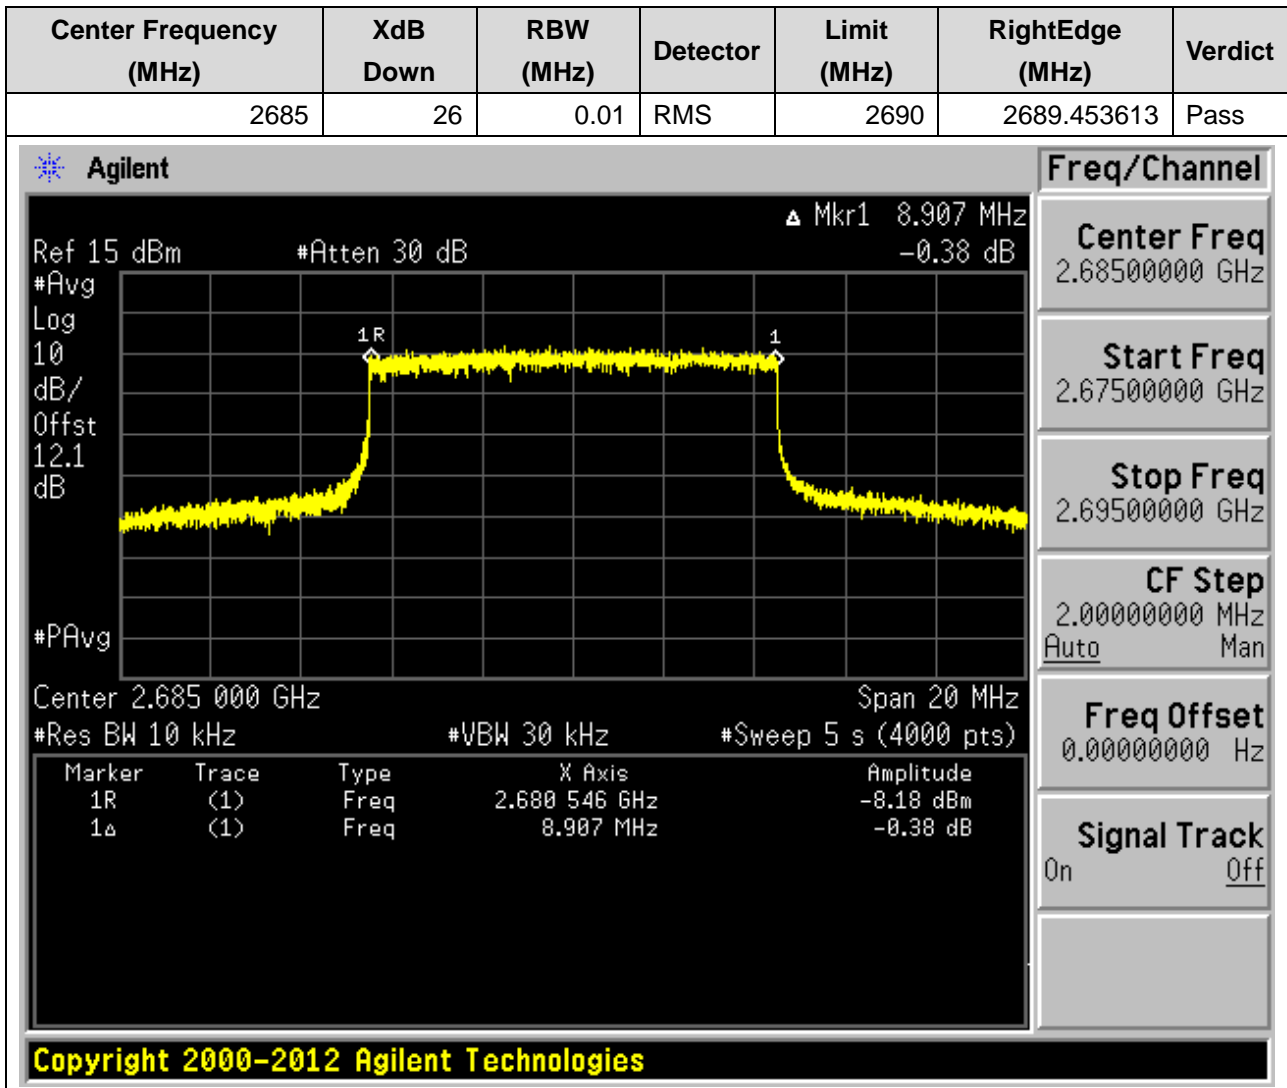 Center Frequency (MHz) XdB Down RBW (MHz) Detector Limit (MHz) RightEdge (MHz) Verdict
2685 26 0.01 RMS 2690 2689.453613 Pass
Agilent
Freq/Channel
Δ Mkr1 8.907 MHz
Ref 15 dBm #Atten 30 dB -0.38 dB
#Avg
Log
10
dB/
Offst
12.1
dB
1R
1
#PAvg
Center 2.685 000 GHz Span 20 MHz
#Res BW 10 kHz #VBW 30 kHz #Sweep 5 s (4000 pts)
Marker Trace Type X Axis Amplitude
1R (1) Freq 2.680 546 GHz -8.18 dBm
1Δ (1) Freq 8.907 MHz -0.38 dB
Center Freq
2.68500000 GHz
Start Freq
2.67500000 GHz
Stop Freq
2.69500000 GHz
CF Step
2.00000000 MHz
Auto Man
Freq Offset
0.00000000 Hz
Signal Track
On Off
Copyright 2000-2012 Agilent Technologies